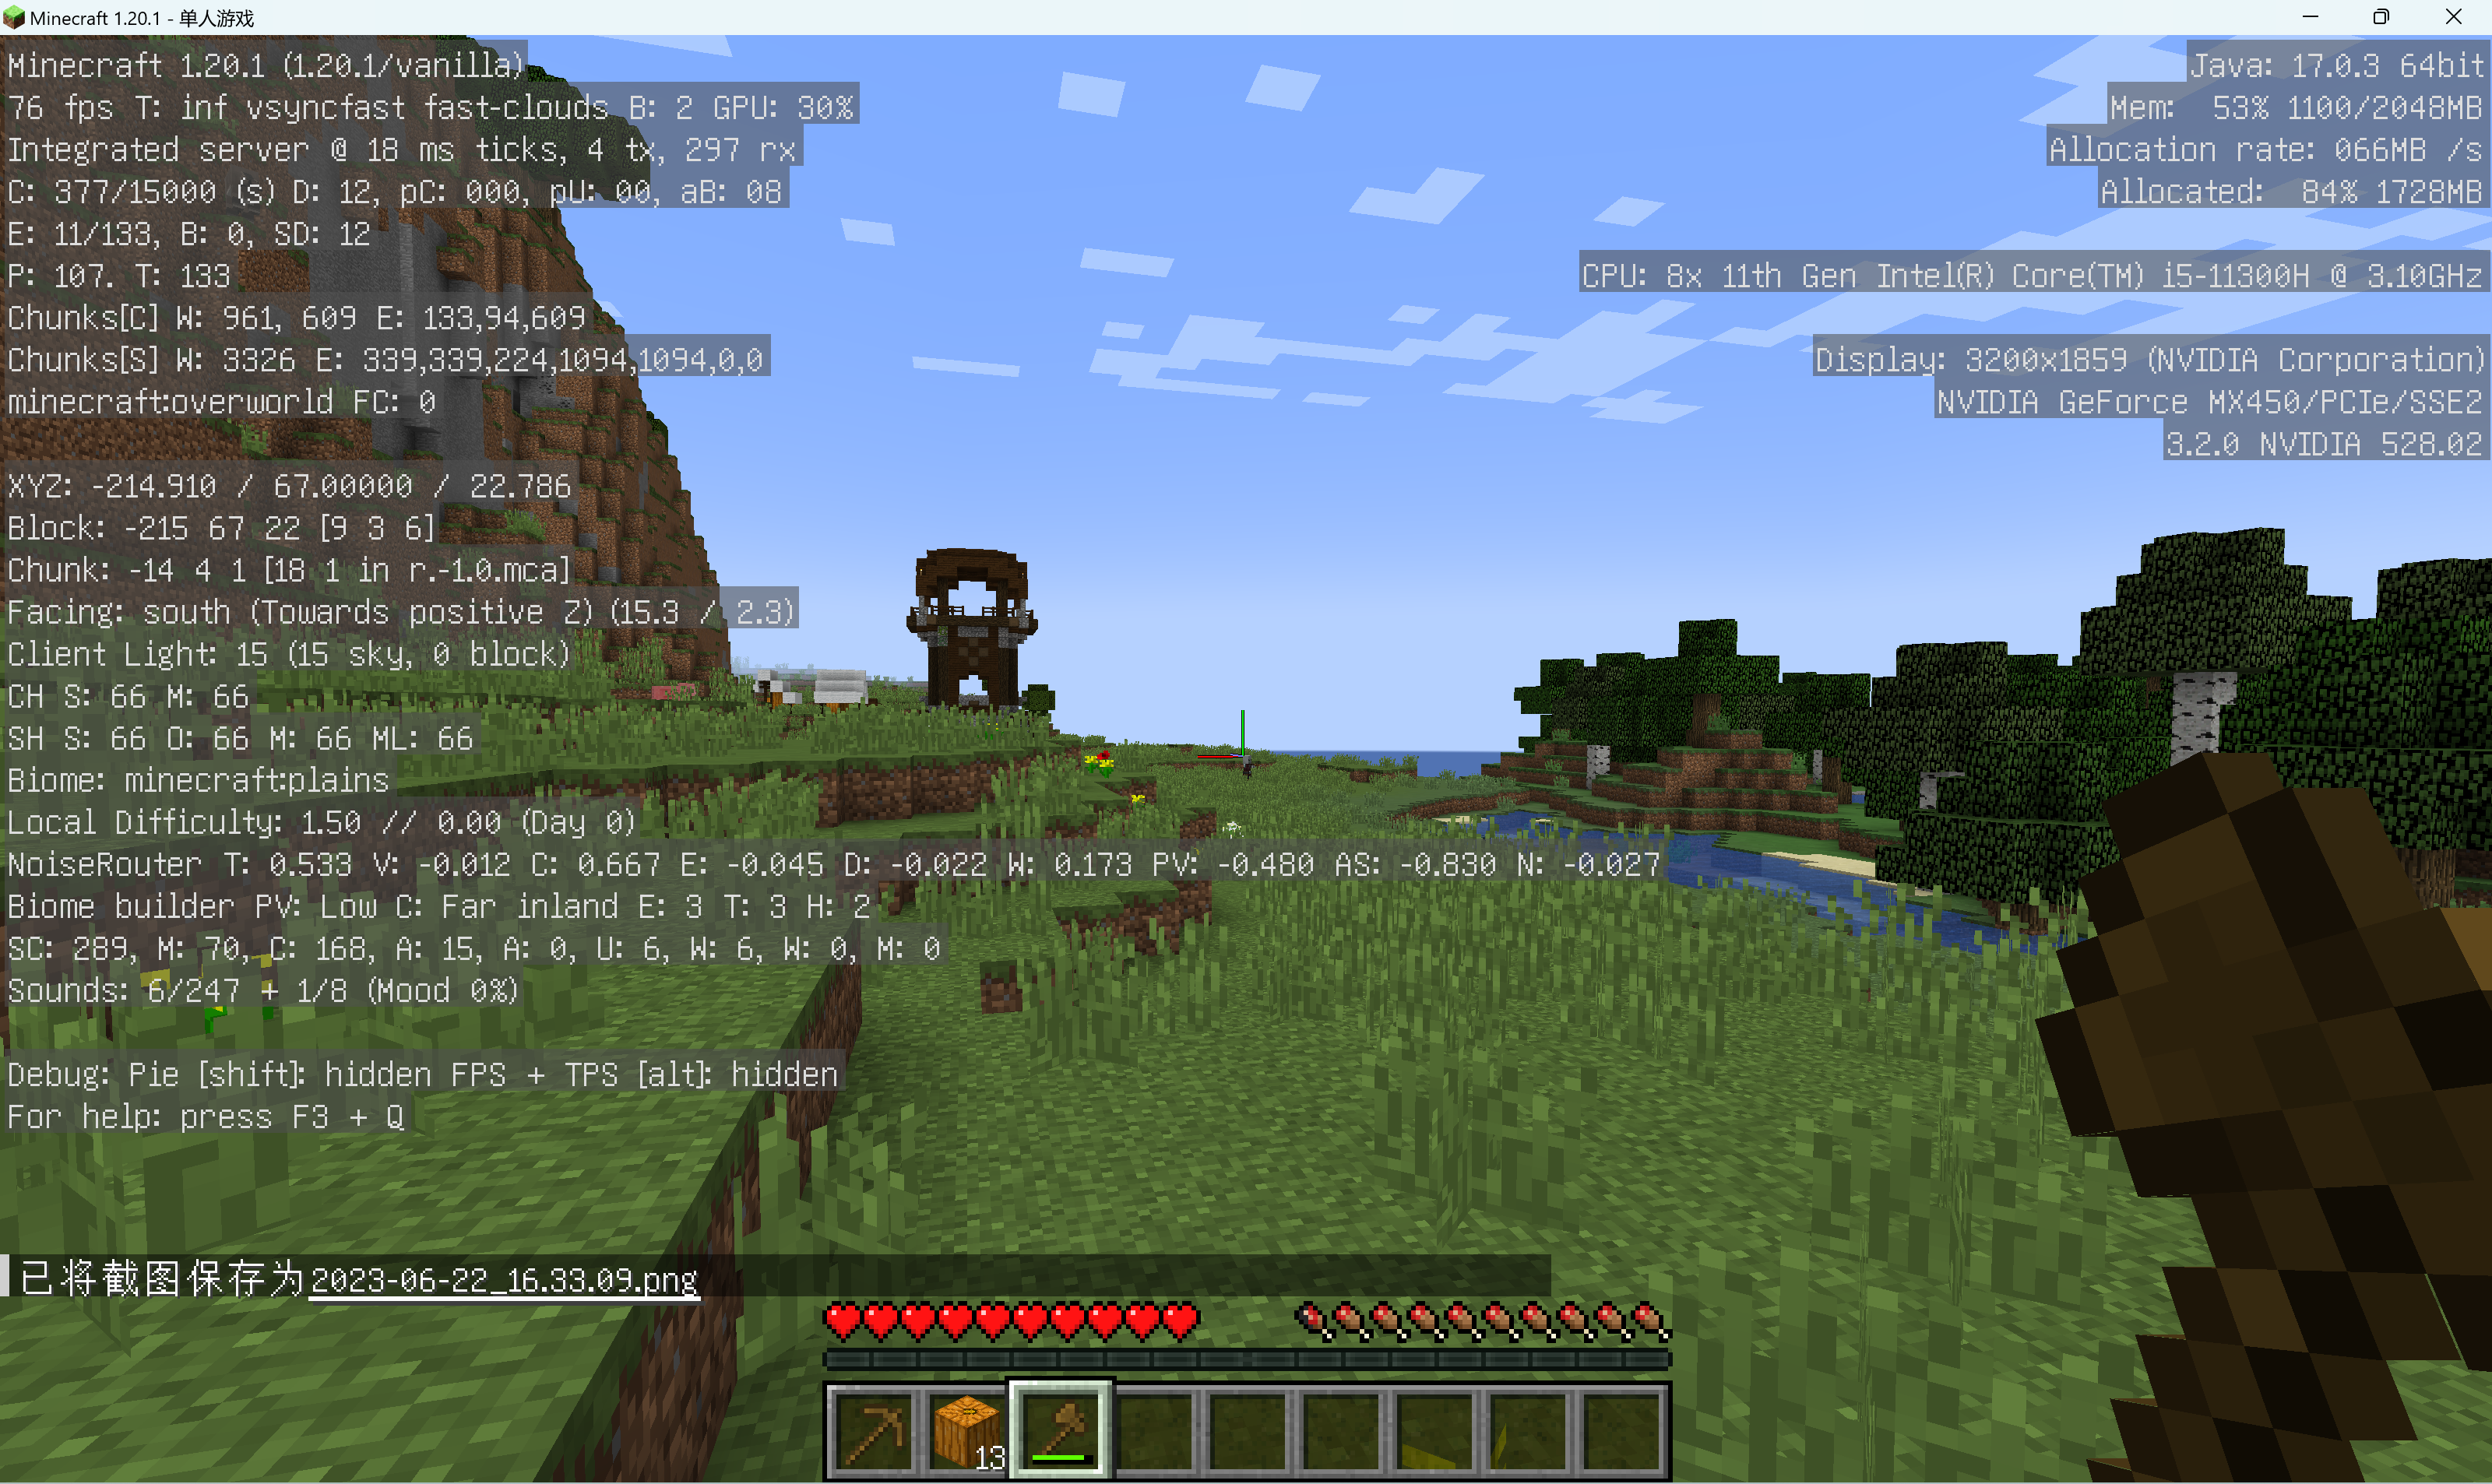 Minecraft 1.20.1 - 单人游戏
Minecraft 1.20.1 (1.20.1/vanilla)
76 fps T: inf vsyncfast fast-clouds B: 2 GPU: 30%
Integrated server @ 18 ms ticks, 4 tx, 297 rx
C: 377/15000 (s) D: 12, pC: 000, pU: 00, aB: 08
E: 11/133, B: 0, SD: 12
P: 107. T: 133
Chunks[C] W: 961, 609 E: 133,94,609
Chunks[S] W: 3326 E: 339,339,224,1094,1094,0,0
minecraft:overworld FC: 0
XYZ: -214.910 / 67.00000 / 22.786
Block: -215 67 22 [9 3 6]
Chunk: -14 4 1 [18 1 in r.-1.0.mca]
Facing: south (Towards positive Z) (15.3 / 2.3)
Client Light: 15 (15 sky, 0 block)
CH S: 66 M: 66
SH S: 66 O: 66 M: 66 ML: 66
Biome: minecraft:plains
Local Difficulty: 1.50 // 0.00 (Day 0)
NoiseRouter T: 0.533 V: -0.012 C: 0.667 E: -0.045 D: -0.022 W: 0.173 PV: -0.480 AS: -0.830 N: -0.027
Biome builder PV: Low C: Far inland E: 3 T: 3 H: 2
SC: 289, M: 70, C: 168, A: 15, A: 0, U: 6, W: 6, W: 0, M: 0
Sounds: 6/247 + 1/8 (Mood 0%)
Debug: Pie [shift]: hidden FPS + TPS [alt]: hidden
For help: press F3 + Q
Java: 17.0.3 64bit
Mem: 53% 1100/2048MB
Allocation rate: 066MB /s
Allocated: 84% 1728MB
CPU: 8x 11th Gen Intel(R) Core(TM) i5-11300H @ 3.10GHz
Display: 3200x1859 (NVIDIA Corporation)
NVIDIA GeForce MX450/PCIe/SSE2
3.2.0 NVIDIA 528.02
已将截图保存为2023-06-22_16.33.09.png
13